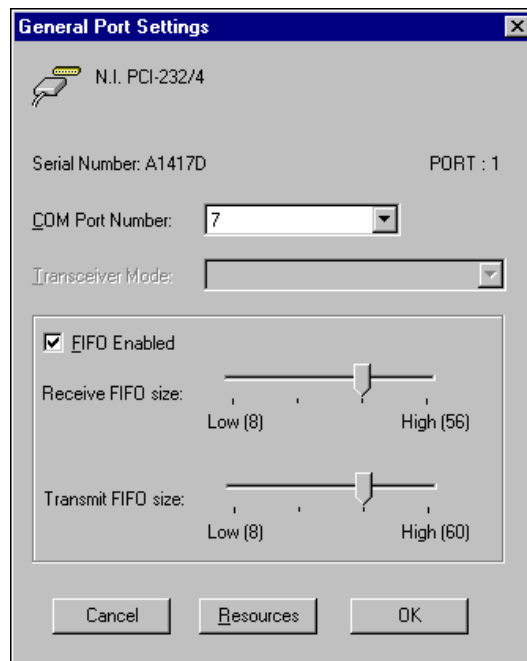 General Port Settings
N.I. PCI-232/4
Serial Number: A1417D PORT : 1
COM Port Number: 7
Transceiver Mode:
FIFO Enabled
Receive FIFO size:
Low (8) High (56)
Transmit FIFO size:
Low (8) High (60)
Cancel Resources OK